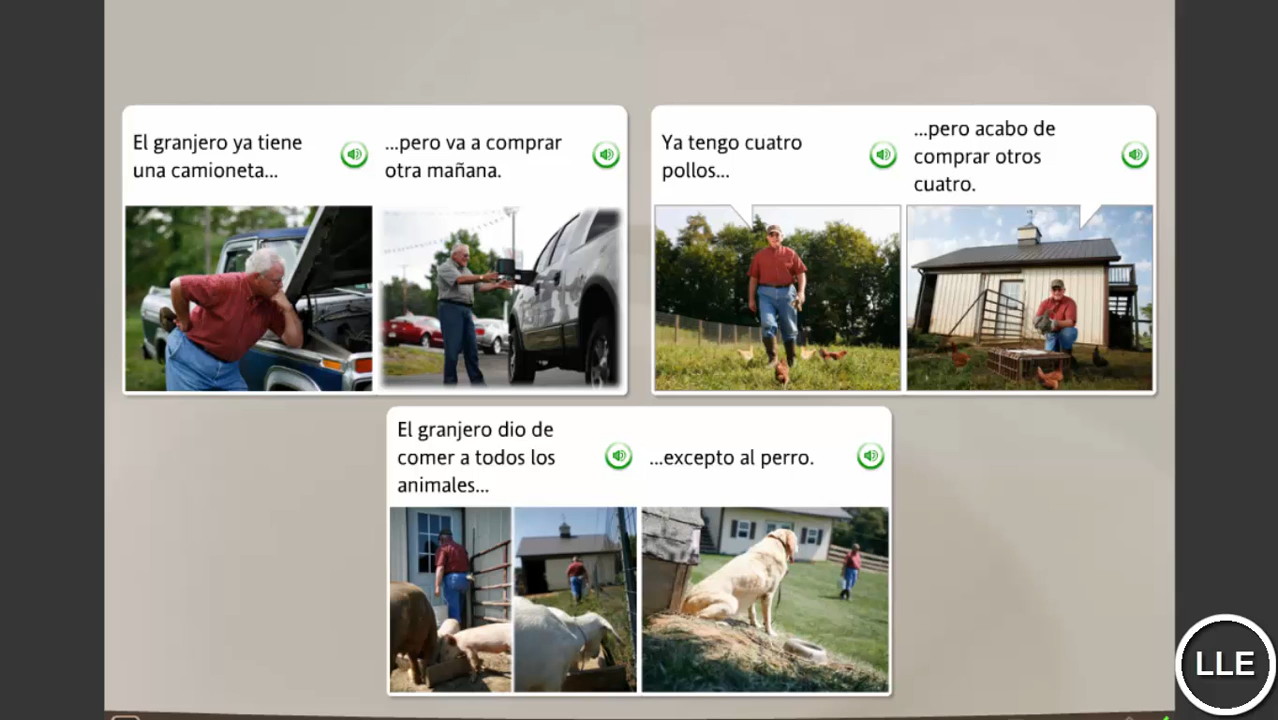 El granjero ya tiene
una camioneta...
...pero va a comprar
otra mañana.
Ya tengo cuatro
pollos...
...pero acabo de
comprar otros
cuatro.
El granjero dio de
comer a todos los
animales...
...excepto al perro.
LLE